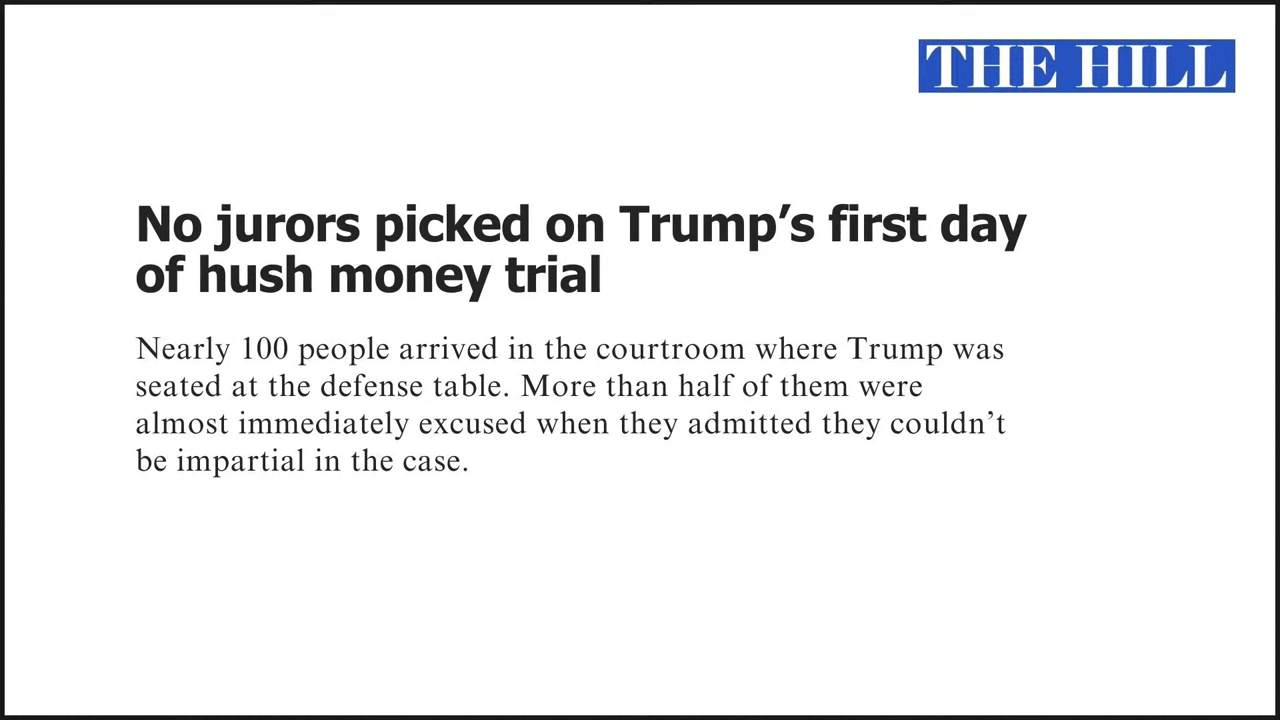 THE HILL
No jurors picked on Trump’s first day
of hush money trial
Nearly 100 people arrived in the courtroom where Trump was
seated at the defense table. More than half of them were
almost immediately excused when they admitted they couldn’t
be impartial in the case.